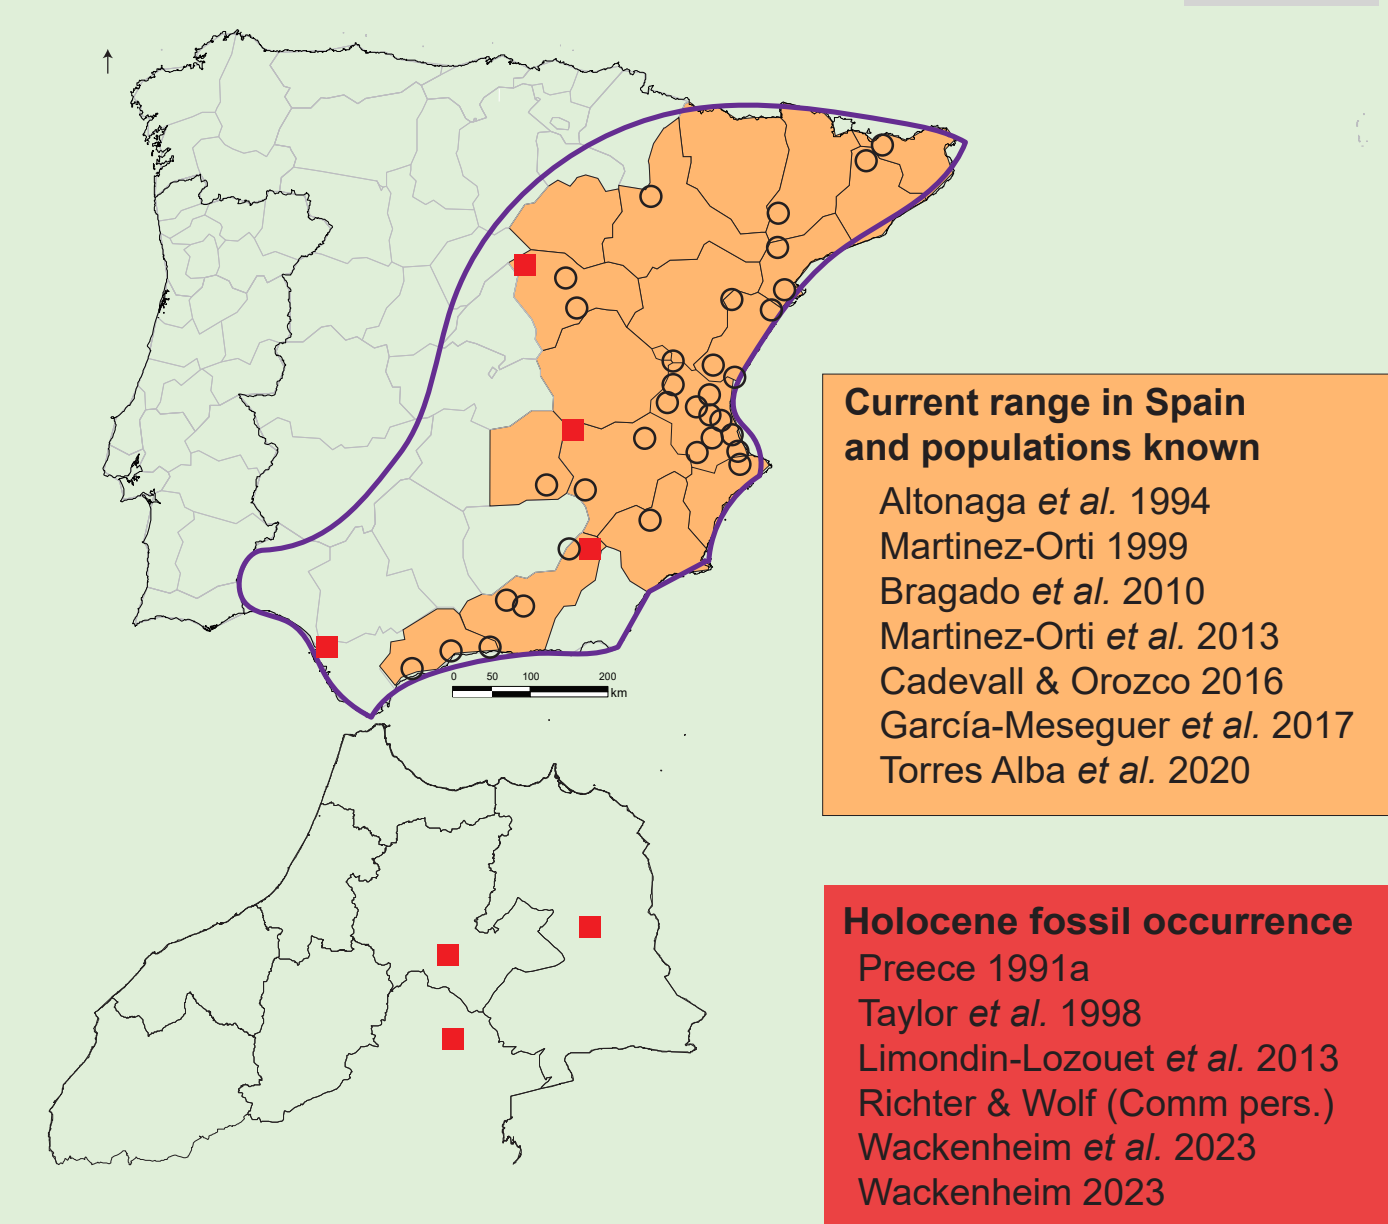 Current range in Spain
and populations known
Altonaga et al. 1994
Martinez-Orti 1999
Bragado et al. 2010
Martinez-Orti et al. 2013
Cadevall & Orozco 2016
García-Meseguer et al. 2017
Torres Alba et al. 2020
0 50 100 200
km
Holocene fossil occurrence
Preece 1991a
Taylor et al. 1998
Limondin-Lozouet et al. 2013
Richter & Wolf (Comm pers.)
Wackenheim et al. 2023
Wackenheim 2023